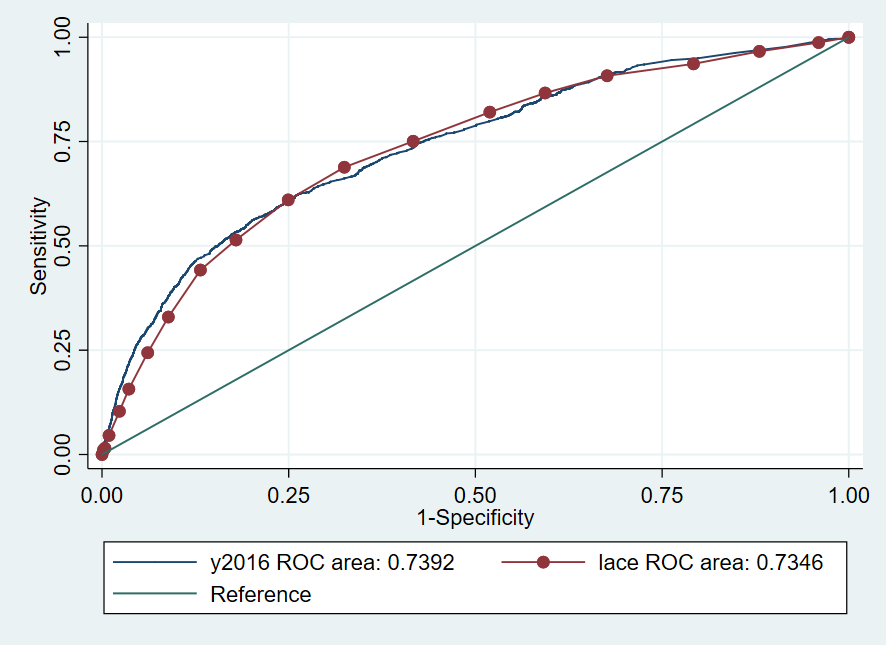 1.00
0.75
0.50
0.25
0.00
Sensitivity
0.00 0.25 0.50 0.75 1.00
1-Specificity
y2016 ROC area: 0.7392 lace ROC area: 0.7346
Reference